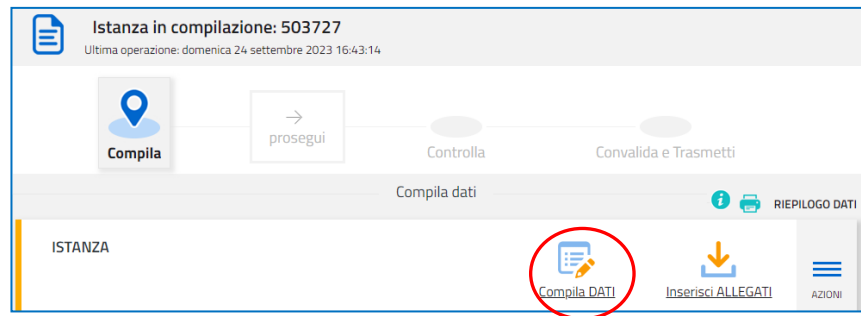 Istanza in compilazione: 503727
Ultima operazione: domenica 24 settembre 2023 16:43:14
Compila
prosegui
Controlla
Convalida e Trasmetti
Compila dati
RIEPILOGO DATI
ISTANZA
Compila DATI
Inserisci ALLEGATI
AZIONI